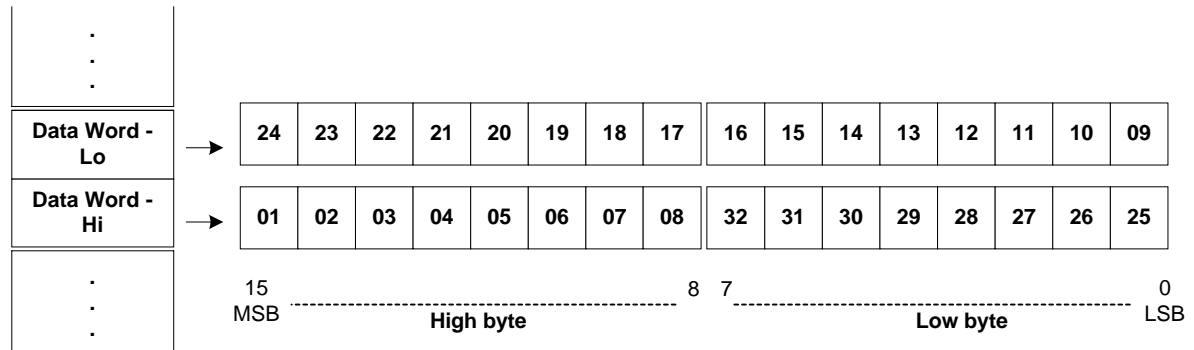 .
.
.
Data Word -
Lo
24 23 22 21 20 19 18 17 16 15 14 13 12 11 10 09
Data Word -
Hi
01 02 03 04 05 06 07 08 32 31 30 29 28 27 26 25
.
.
.
15 8 7 0
MSB LSB
High byte Low byte